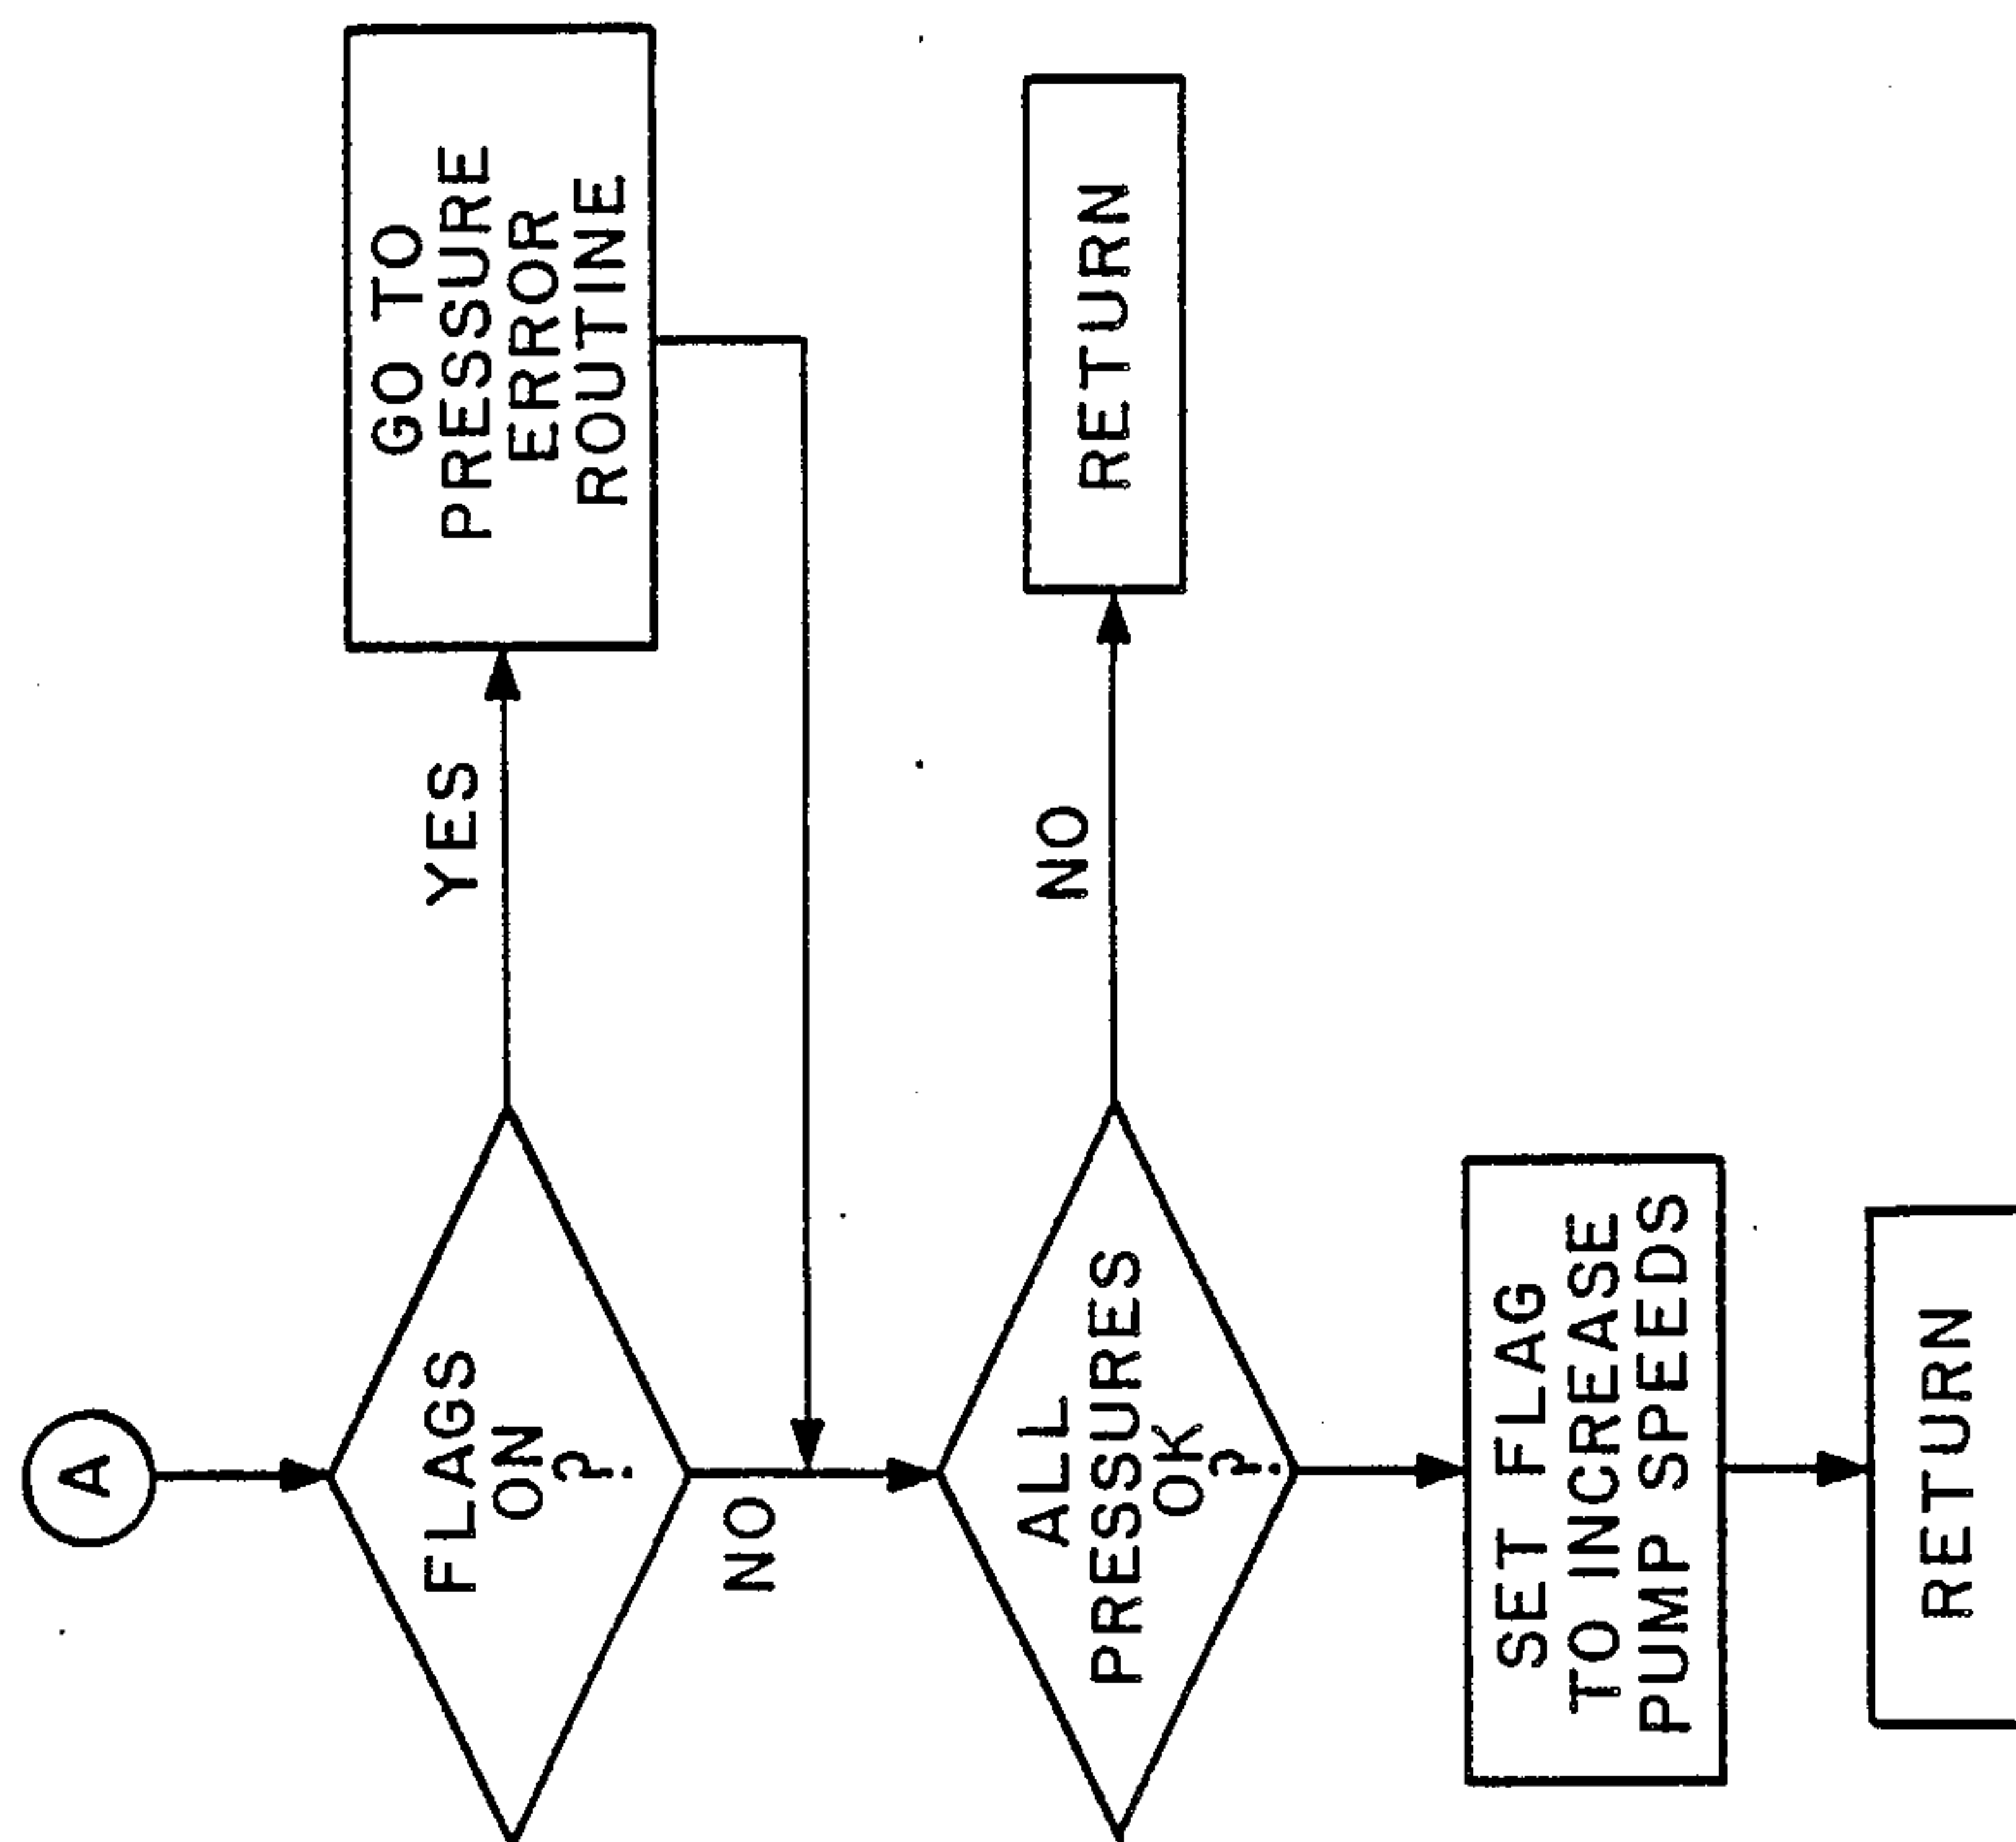 A
FLAGS
ON
?
YES
GO TO
PRESSURE
ERROR
ROUTINE
NO
ALL
PRESSURES
OK
?
NO
RETURN
SET FLAG
TO INCREASE
PUMP SPEEDS
RETURN